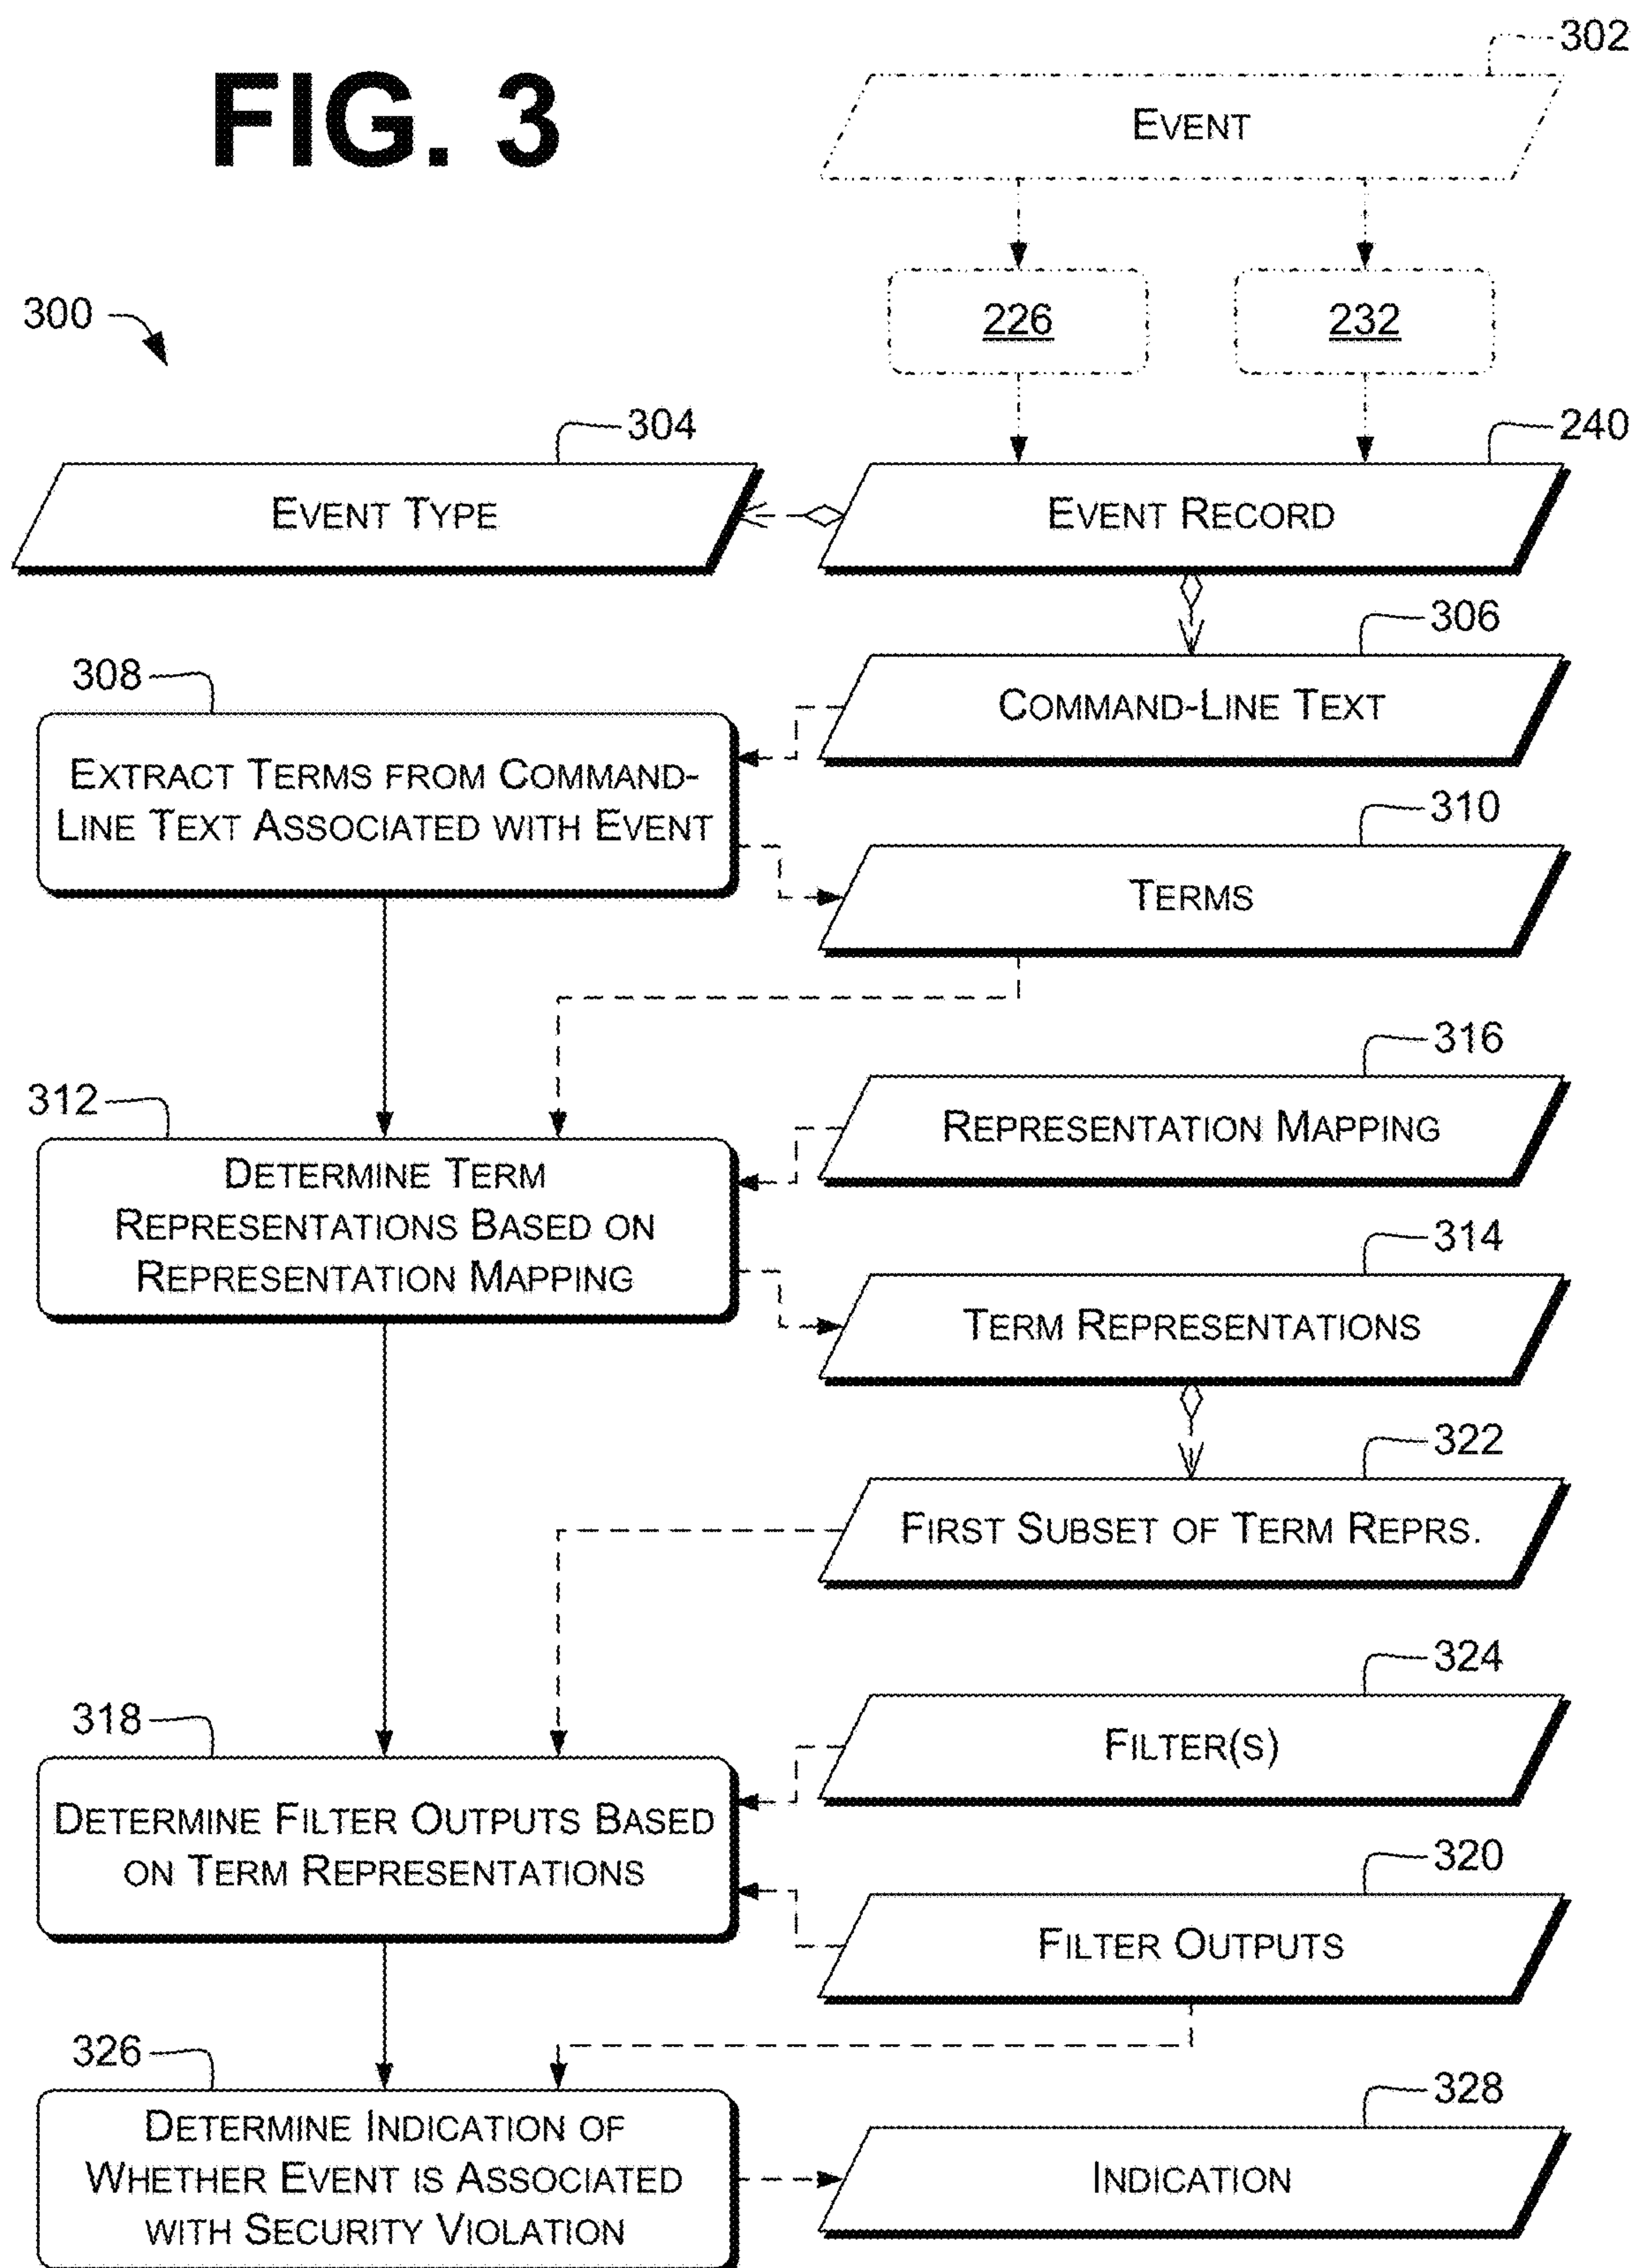 FIG. 3
302
EVENT
300
226
232
304
240
EVENT TYPE
EVENT RECORD
306
308
COMMAND-LINE TEXT
EXTRACT TERMS FROM COMMAND-
LINE TEXT ASSOCIATED WITH EVENT
310
TERMS
316
312
REPRESENTATION MAPPING
DETERMINE TERM
REPRESENTATIONS BASED ON
REPRESENTATION MAPPING
314
TERM REPRESENTATIONS
322
FIRST SUBSET OF TERM REPRS.
324
318
FILTER(S)
DETERMINE FILTER OUTPUTS BASED
ON TERM REPRESENTATIONS
320
FILTER OUTPUTS
326
328
DETERMINE INDICATION OF
WHETHER EVENT IS ASSOCIATED
WITH SECURITY VIOLATION
INDICATION